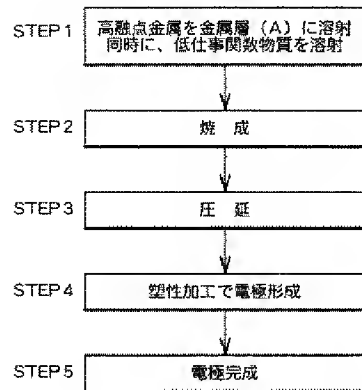 STEP 1
高融点金属を金属層（A）に溶射
同時に、低仕事関数物質を溶射
STEP 2
焼 成
STEP 3
圧 延
STEP 4
塑性加工で電極形成
STEP 5
電極完成